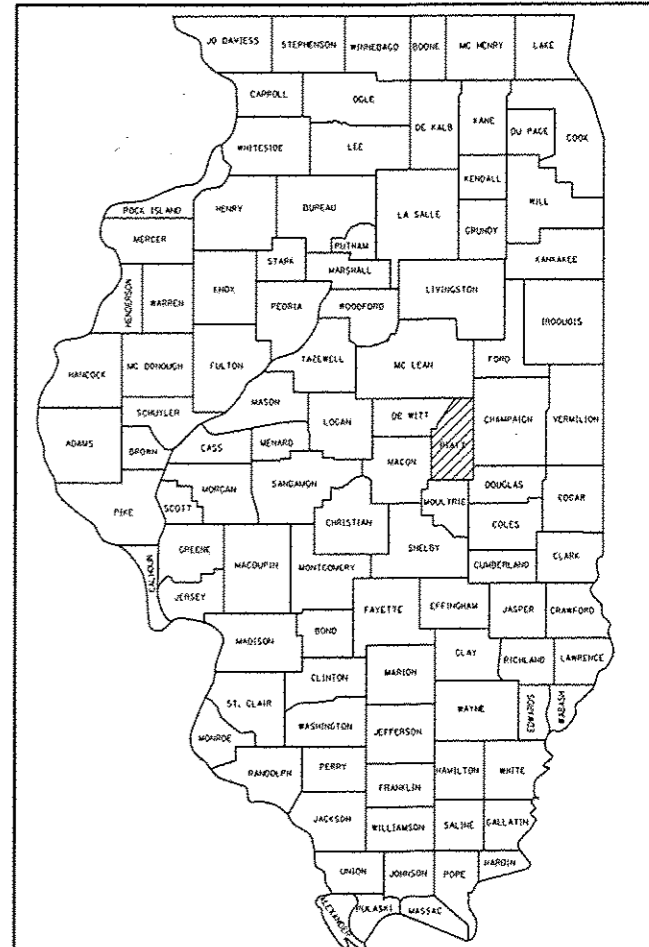 JO DAVIESS STEPHENSON WINNEBAGO BOONE MC HENRY LAKE
CARROLL OGLE DE KALB KANE DU PAGE COOK
WHITESIDE LEE
KENDALL
ROCK ISLAND HENRY BUREAU LA SALLE WILL
MERCER PUTNAM GRUNDY
STARK MARSHALL KANKAKEE
HENDERSON WARREN KNOX PEORIA WOODFORD LIVINGSTON IROQUOIS
HANCOCK MC DONOUGH FULTON TAZEWELL MC LEAN FORD
SCHUYLER MASON LOGAN DE WITT CHAMPAIGN VERMILION
ADAMS BROWN CASS MENARD MACON PIATT
PIKE SCOTT MORGAN SANGAMON MOULTRIE DOUGLAS EDGAR
CHRISTIAN COLES
CALHOUN GREENE MACOUPIN MONTGOMERY SHELBY CUMBERLAND CLARK
JERSEY
FAYETTE EFFINGHAM JASPER CRAWFORD
MADISON BOND
CLAY RICHLAND LAWRENCE
CLINTON MARION
ST. CLAIR WAYNE EDWARDS WABASH
WASHINGTON JEFFERSON
MONROE
RANDOLPH PERRY HAMILTON WHITE
FRANKLIN
JACKSON WILLIAMSON SALINE GALLATIN
UNION JOHNSON POPE HARDIN
ALEXANDER PULASKI MASSAC